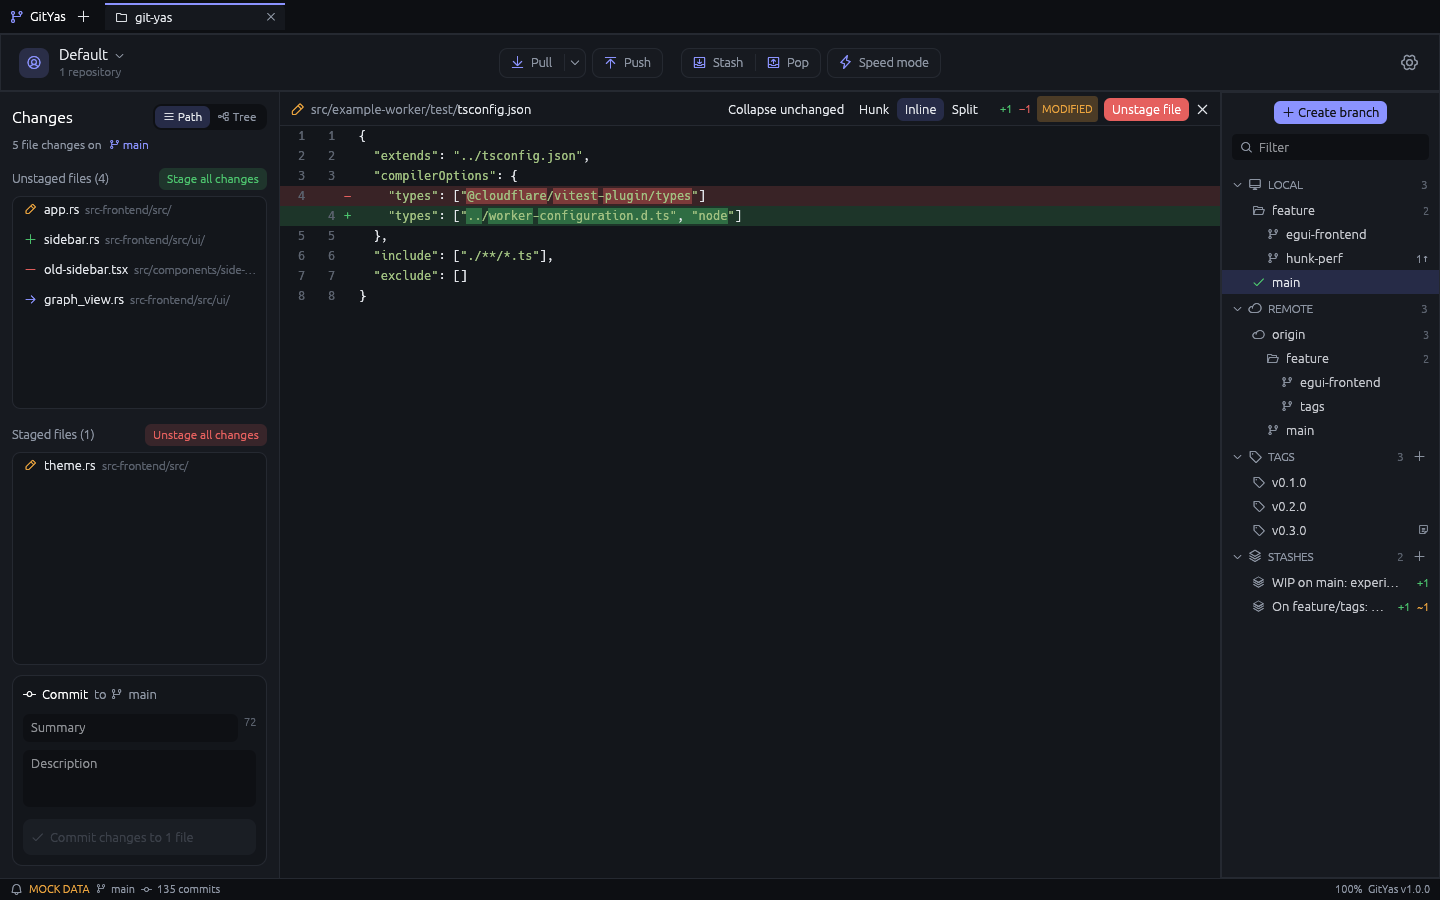 GitYas
git-yas
Default
1 repository
Pull
Push
Stash
Pop
Speed mode
Changes
Path
Tree
5 file changes on main
Unstaged files (4)
Stage all changes
app.rs src-frontend/src/
sidebar.rs src-frontend/src/ui/
old-sidebar.tsx src/components/side-…
graph_view.rs src-frontend/src/ui/
Staged files (1)
Unstage all changes
theme.rs src-frontend/src/
Commit to main
Summary
72
Description
Commit changes to 1 file
src/example-worker/test/tsconfig.json
Collapse unchanged
Hunk
Inline
Split
+1 −1
MODIFIED
Unstage file
1 1 {
2 2 "extends": "../tsconfig.json",
3 3 "compilerOptions": {
4 − "types": ["@cloudflare/vitest-plugin/types"]
4 + "types": ["../worker-configuration.d.ts", "node"]
5 5 },
6 6 "include": ["./**/*.ts"],
7 7 "exclude": []
8 8 }
Create branch
Filter
LOCAL 3
feature 2
egui-frontend
hunk-perf 1↑
main
REMOTE 3
origin 3
feature 2
egui-frontend
tags
main
TAGS 3
v0.1.0
v0.2.0
v0.3.0
STASHES 2
WIP on main: experi… +1
On feature/tags: … +1 ~1
MOCK DATA main 135 commits
100% GitYas v1.0.0